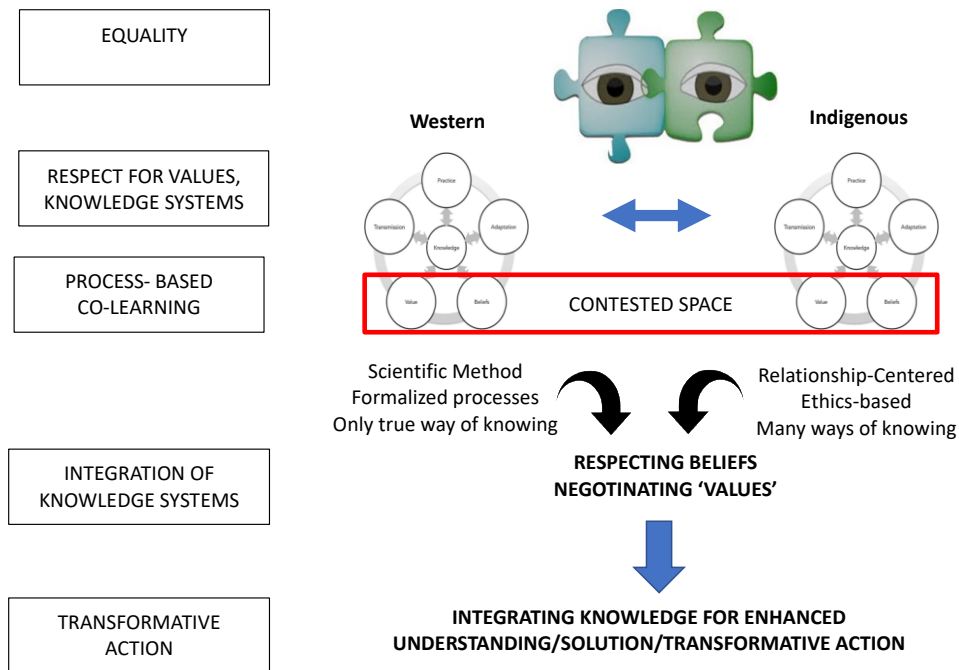 EQUALITY
Western
Indigenous
RESPECT FOR VALUES,
KNOWLEDGE SYSTEMS
Practice
Transmission
Adaptation
Knowledge
Value
Beliefs
Practice
Transmission
Adaptation
Knowledge
Value
Beliefs
PROCESS- BASED
CO-LEARNING
CONTESTED SPACE
Scientific Method
Formalized processes
Only true way of knowing
Relationship-Centered
Ethics-based
Many ways of knowing
INTEGRATION OF
KNOWLEDGE SYSTEMS
RESPECTING BELIEFS
NEGOTINATING ‘VALUES’
TRANSFORMATIVE
ACTION
INTEGRATING KNOWLEDGE FOR ENHANCED
UNDERSTANDING/SOLUTION/TRANSFORMATIVE ACTION